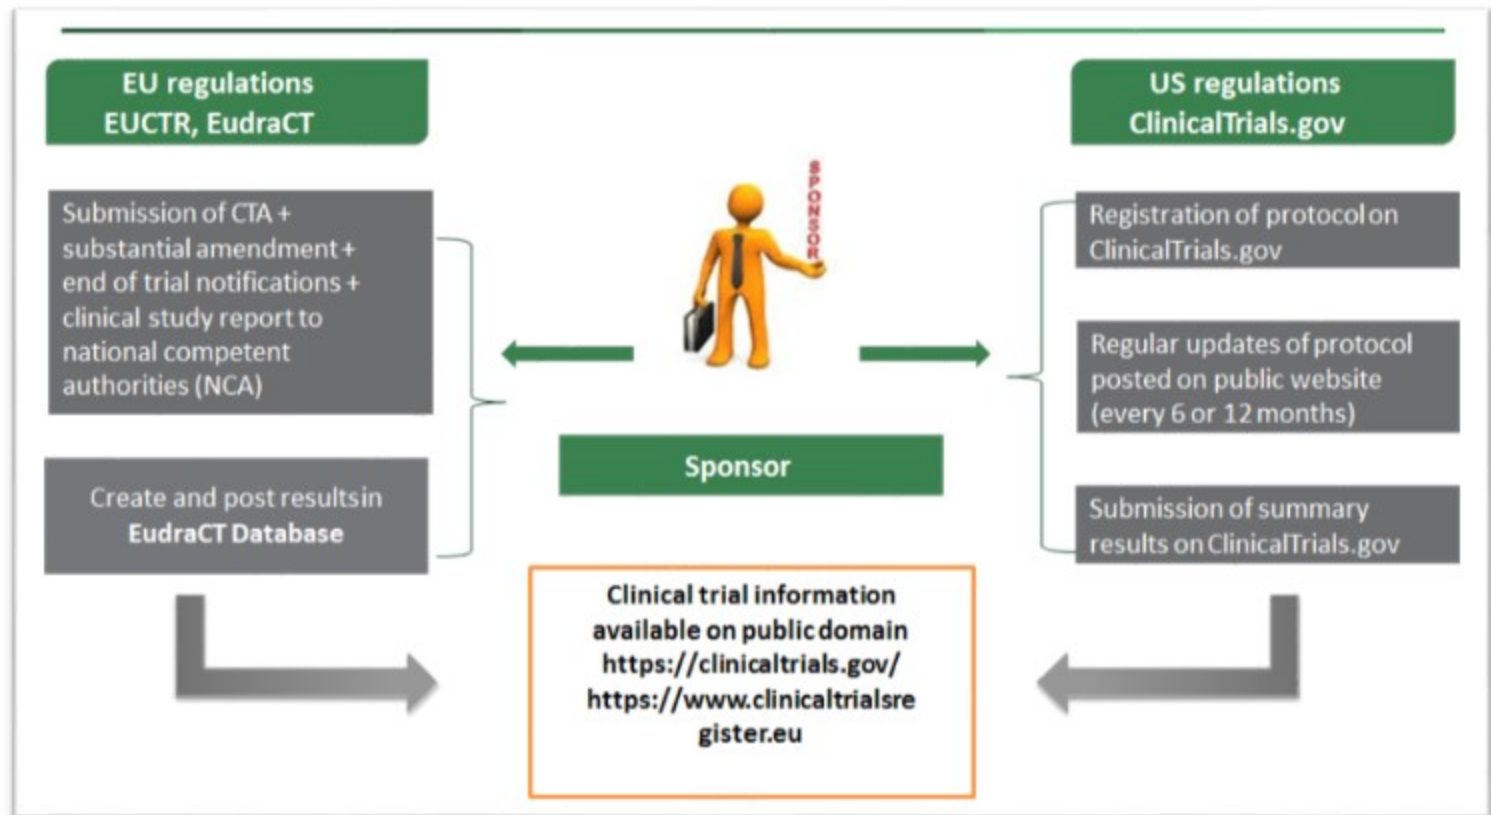 EU regulations
EUCTR, EudraCT
Submission of CTA +
substantial amendment +
end of trial notifications +
clinical study report to
national competent
authorities (NCA)
Create and post results in
EudraCT Database
SPONSOR
Sponsor
Clinical trial information
available on public domain
https://clinicaltrials.gov/
https://www.clinicaltrialsre
gister.eu
US regulations
ClinicalTrials.gov
Registration of protocol on
ClinicalTrials.gov
Regular updates of protocol
posted on public website
(every 6 or 12 months)
Submission of summary
results on ClinicalTrials.gov